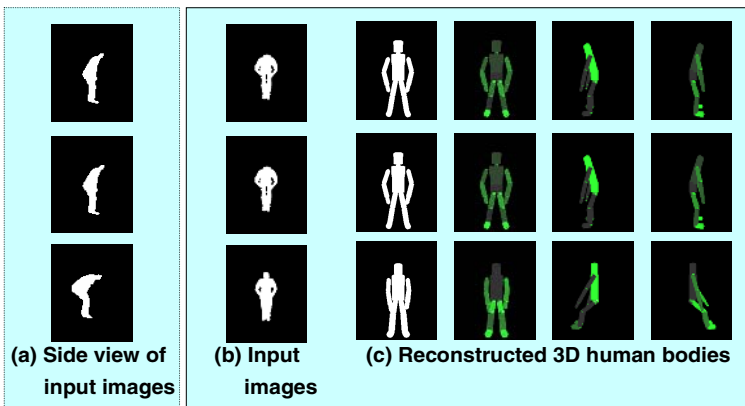 (a) Side view of
input images
(b) Input
images
(c) Reconstructed 3D human bodies